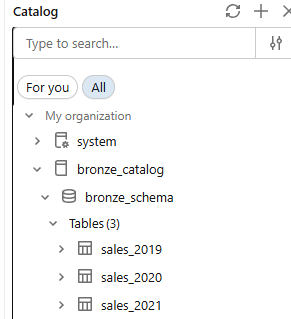 Catalog
Type to search...
For you All
My organization
system
bronze_catalog
bronze_schema
Tables (3)
sales_2019
sales_2020
sales_2021